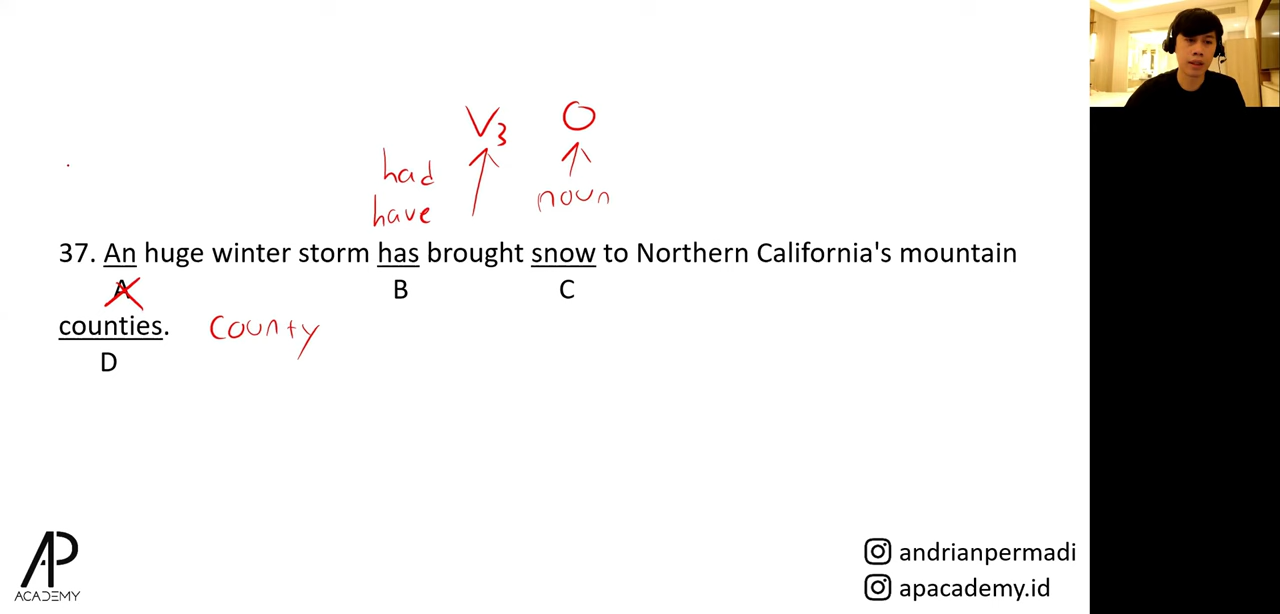 V3 O
had
have noun
37. An huge winter storm has brought snow to Northern California's mountain
A B C
counties. county
D
AP
ACADEMY
andrianpermadi
apacademy.id